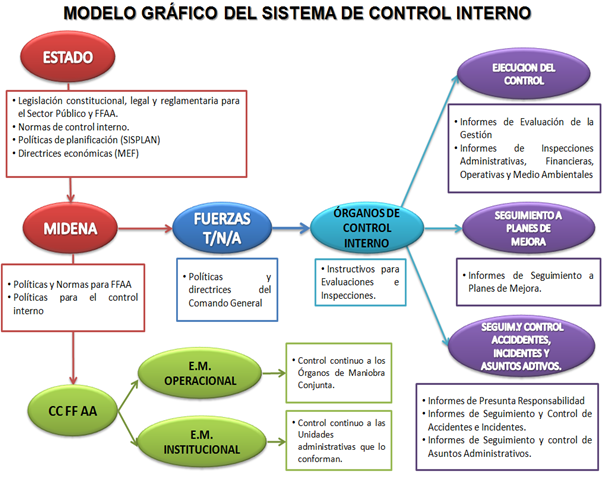 MODELO GRÁFICO DEL SISTEMA DE CONTROL INTERNO
ESTADO
• Legislación constitucional, legal y reglamentaria para
el Sector Público y FFAA.
• Normas de control interno.
• Políticas de planificación (SISPLAN)
• Directrices económicas (MEF)
MIDENA
• Políticas y Normas para FFAA
• Políticas para el control
interno
FUERZAS
T/N/A
• Políticas y
directrices del
Comando General
ÓRGANOS DE
CONTROL
INTERNO
• Instructivos para
Evaluaciones e
Inspecciones.
EJECUCION DEL
CONTROL
• Informes de Evaluación de la
Gestión
• Informes de Inspecciones
Administrativas, Financieras,
Operativas y Medio Ambientales
SEGUIMIENTO A
PLANES DE
MEJORA
• Informes de Seguimiento a
Planes de Mejora.
SEGUIM.Y CONTROL
ACCIDENTES,
INCIDENTES Y
ASUNTOS ADTIVOS.
• Informes de Presunta Responsabilidad
• Informes de Seguimiento y Control de
Accidentes e Incidentes.
• Informes de Seguimiento y control de
Asuntos Administrativos.
CC FF AA
E.M.
OPERACIONAL
• Control continuo a los
Órganos de Maniobra
Conjunta.
E.M.
INSTITUCIONAL
• Control continuo a las
Unidades
administrativas que lo
conforman.